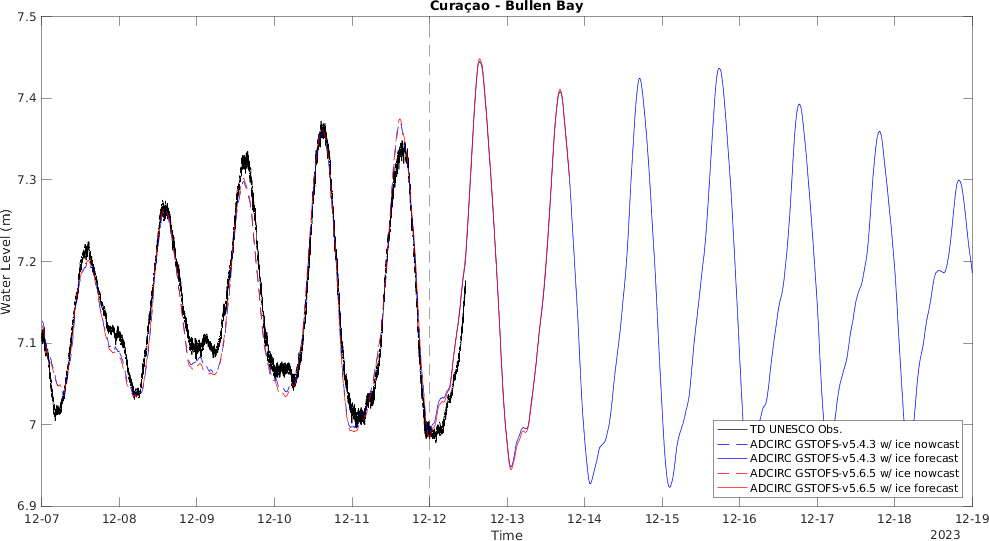 Curaçao - Bullen Bay
7.5
7.4
7.3
7.2
7.1
7
6.9
Water Level (m)
TD UNESCO Obs.
ADCIRC GSTOFS-v5.4.3 w/ ice nowcast
ADCIRC GSTOFS-v5.4.3 w/ ice forecast
ADCIRC GSTOFS-v5.6.5 w/ ice nowcast
ADCIRC GSTOFS-v5.6.5 w/ ice forecast
12-07 12-08 12-09 12-10 12-11 12-12 12-13 12-14 12-15 12-16 12-17 12-18 12-19
Time
2023